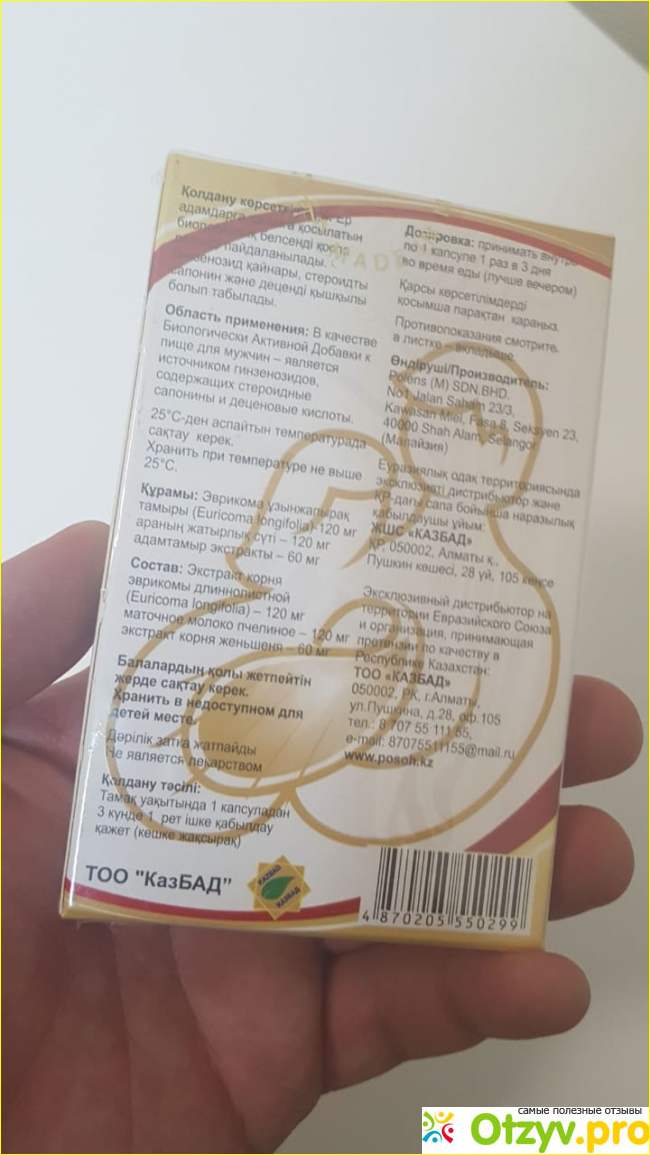 Қолдану
адамдарға қосылатын
белсенді
пайдаланылады.
қайнары, стероидты
сапонин және деценді қышқылы
болып табылады.
Область применения: В качестве
Биологически Активной Добавки к
пище для мужчин – является
источником гинзенозидов,
содержащих стероидные
сапонины и деценовые кислоты.
25°С-ден аспайтын температурада
сақтау керек.
Хранить при температуре не выше
25°С.
Құрамы: Эврикома ұзынжапырақ
тамыры (Euricoma longifolia)-120 мг
араның жатырлық сүті – 120 мг
адамтамыр экстракты – 60 мг
Состав: Экстракт корня
эврикомы длиннолистной
(Euricoma longifolia) – 120 мг
маточное молоко пчелиное – 120 мг
экстракт корня женьшеня – 60 мг
Балалардың қолы жетпейтін
жерде сақтау керек.
Хранить в недоступном для
детей месте.
Дәрілік затқа жатпайды
Не является лекарством
Қолдану тәсілі:
Тамақ уақытында 1 капсуладан
3 күнде 1 рет ішке қабылдау
қажет (кешке жақсырақ)
ТОО "КазБАД"
KAZBAD
КАЗБАД
MADE
Дозировка: принимать внутрь
по 1 капсуле 1 раз в 3 дня
во время еды (лучше вечером)
Қарсы көрсетілімдерді
қосымша парақтан қараңыз.
Противопоказания смотрите
в листке – вкладыше.
Өндіруші/Производитель:
Polens (M) SDN.BHD.
No1 Jalan Saham 23/3,
Kawasan Miel, Fasa 8, Seksyen 23,
40000 Shah Alam, Selangor
(Малайзия)
Еуразиялық одақ территориясында
эксклюзивті дистрибьютор және
ҚР-дағы сапа бойынша наразылық
қабылдаушы ұйым:
ЖШС «КАЗБАД»
ҚР, 050002, Алматы қ.,
Пушкин көшесі, 28 үй, 105 кеңсе
Эксклюзивный дистрибьютор на
территории Евразийского Союза
и организация, принимающая
претензии по качеству в
Республике Казахстан:
ТОО «КАЗБАД»
050002, РК, г.Алматы,
ул.Пушкина, д.28, оф.105
тел.: 8 707 55 111 55,
e-mail: 87075511155@mail.ru
www.posoh.kz
4 870205 550299
самые полезные отзывы
Otzyv.pro